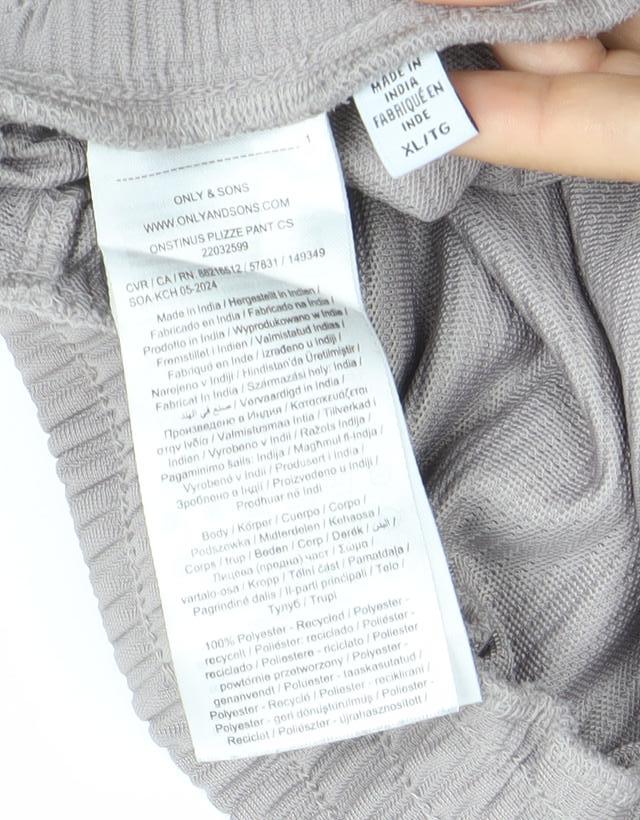 MADE IN
INDIA
FABRIQUÉ EN
INDE
XL/TG
1
ONLY & SONS
WWW.ONLYANDSONS.COM
ONSTINUS PLIZZE PANT CS
22032599
CVR / CA / RN 88216512 / 57831 / 149349
SOA-KCH 05-2024
Made in India / Hergestellt in Indien /
Fabricado en India / Fabricado na Índia /
Prodotto in India / Wyprodukowano w India /
Fremstillet i Indien / Valmistatud Indias /
Fabriqué en Inde / Izrađeno u Indiji /
Narejeno v Indiji / Hindistan'da Üretilmiştir /
Fabricat în India / Származási hely: India /
صنع في الهند / Vervaardigd in India /
Произведено в Индия / Κατασκευάζεται
στην Ινδία / Valmistusmaa Intia / Tillverkad i
Indien / Vyrobeno v Indii / Ražots Indijā /
Pagaminimo šalis: Indija / Magħmul fl-Indja /
Vyrobené v Indii / Produsert i India /
Зроблено в Індії / Proizvedeno u Indiji /
Prodhuar në Indi
Body / Körper / Cuerpo / Corpo /
Podszewka / Midterdelen / Kehaosa /
Corps / trup / Beden / Corp / Derék / البدن /
Пицева (предна) част / Σώμα /
vartalo-osa / Kropp / Tělní část / Pamatdaļa /
Pagrindinė dalis / Il-parti prinċipali / Telo /
Тулуб / Trupi
100% Polyester - Recycled / Polyester -
recycelt / Poliéster: reciclado / Poliéster -
reciclado / Poliestere - riciclato / Poliester
powtórnie przetworzony / Polyester -
genanvendt / Poluester - taaskasutatud /
Polyester - Recyclé / Poliester - reciklirani /
Polyester - geri dönüştürülmüş / Poliester -
Reciclat / Poliészter - újrahasznosított /